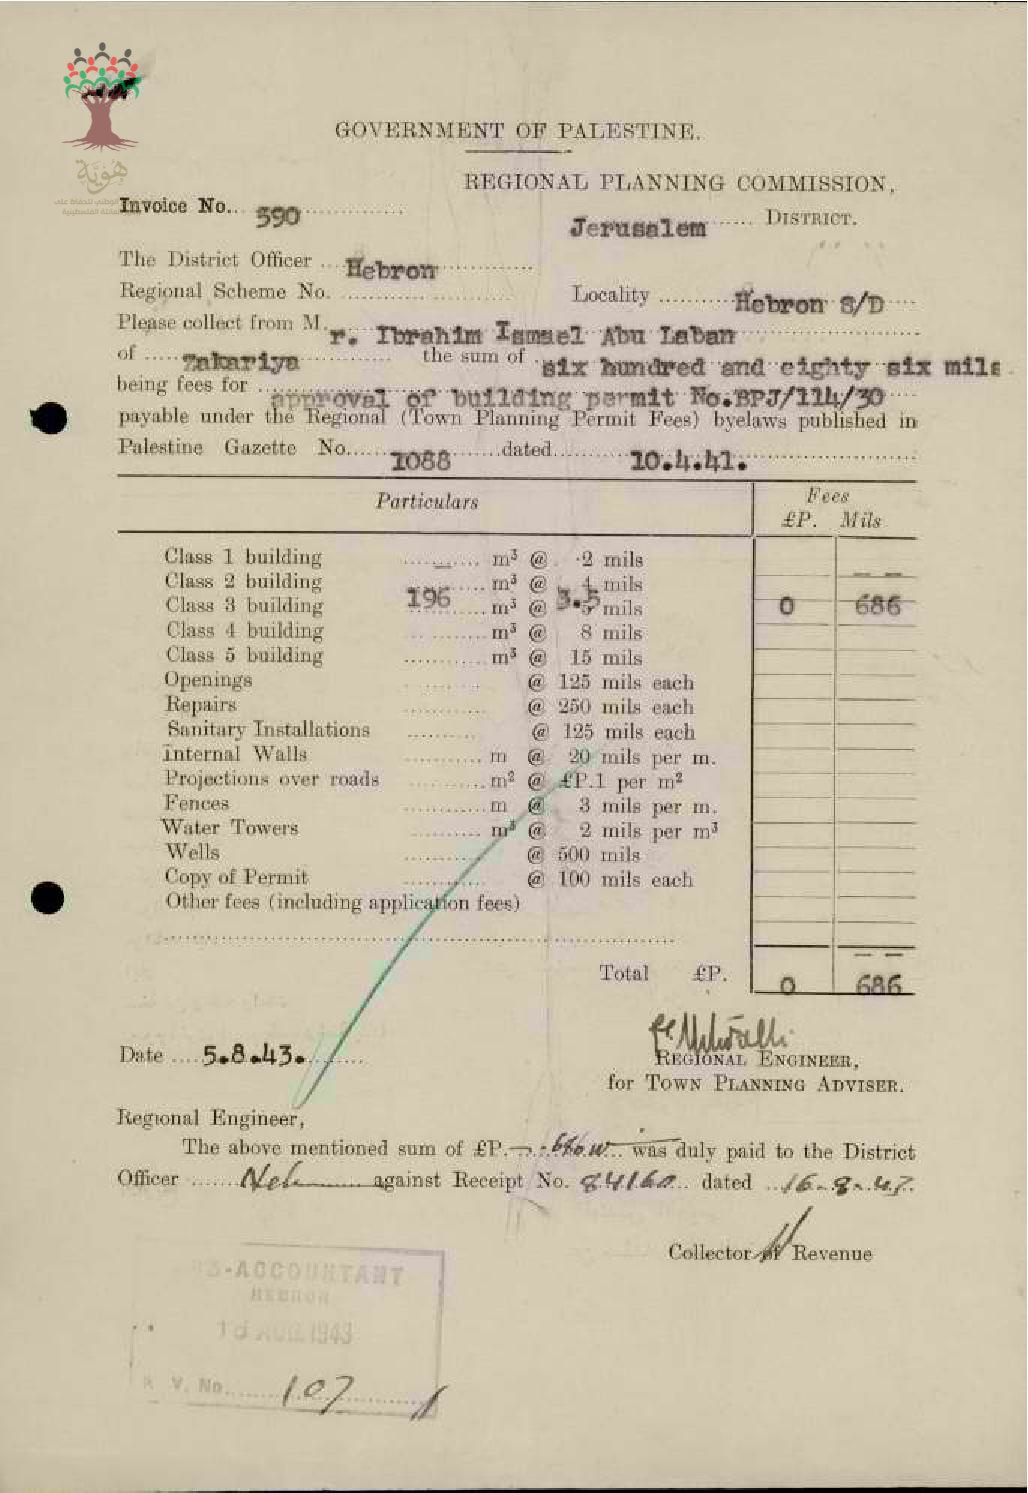 هوية
GOVERNMENT OF PALESTINE.
REGIONAL PLANNING COMMISSION,
Invoice No. 390
Jerusalem DISTRICT.
The District Officer Hebron
Regional Scheme No. Locality Hebron S/D
Please collect from Mr. Ibrahim Ismael Abu Laban
of Zakariya the sum of six hundred and eighty six mils
being fees for approval of building permit No.BPJ/114/30
payable under the Regional (Town Planning Permit Fees) byelaws published in
Palestine Gazette No. 1088 dated 10.4.41.
Particulars Fees
£P. Mils
Class 1 building m³ @ 2 mils
Class 2 building m³ @ 4 mils
Class 3 building 196 m³ @ 3.5 mils 0 686
Class 4 building m³ @ 8 mils
Class 5 building m³ @ 15 mils
Openings @ 125 mils each
Repairs @ 250 mils each
Sanitary Installations @ 125 mils each
Internal Walls m @ 20 mils per m.
Projections over roads m² @ £P.1 per m²
Fences m @ 3 mils per m.
Water Towers m³ @ 2 mils per m³
Wells @ 500 mils
Copy of Permit @ 100 mils each
Other fees (including application fees)
Total £P. 0 686
Date 5.8.43.
REGIONAL ENGINEER,
for TOWN PLANNING ADVISER.
Regional Engineer,
The above mentioned sum of £P. was duly paid to the District
Officer against Receipt No. 84160 dated 16.8.43.
Collector of Revenue
-ACCOUNTANT
HEBRON
AUG 1943
V. No. 107